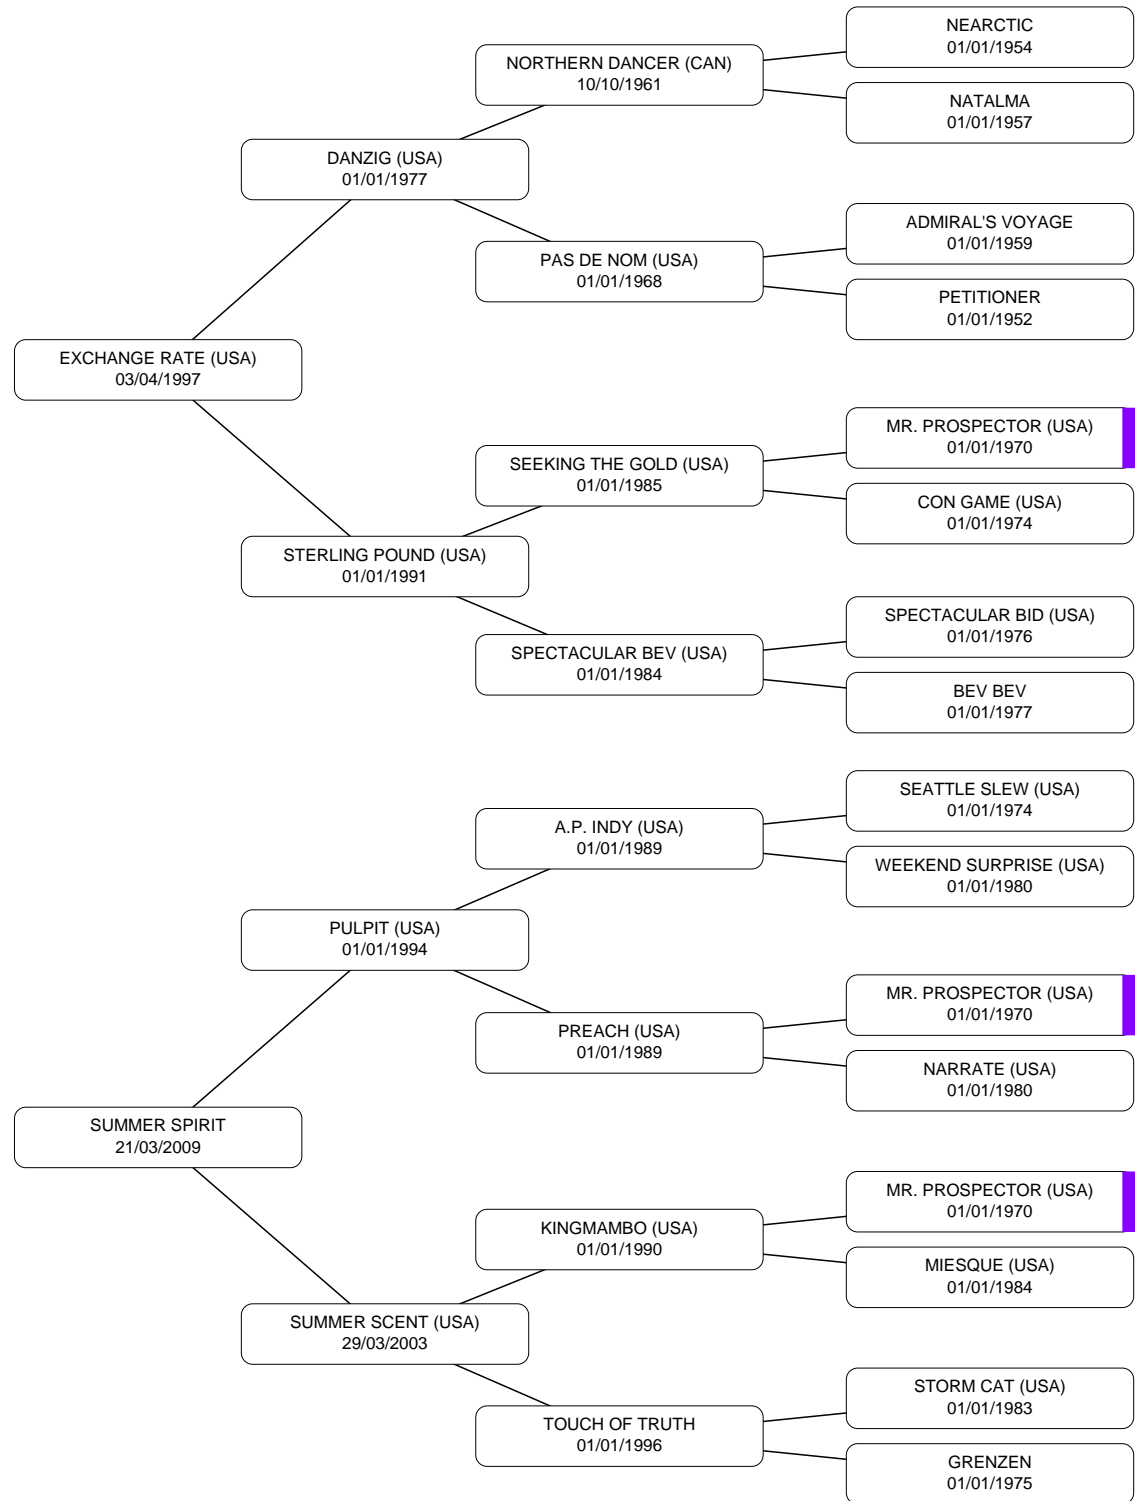 NEARCTIC
01/01/1954
NORTHERN DANCER (CAN)
10/10/1961
NATALMA
01/01/1957
DANZIG (USA)
01/01/1977
ADMIRAL'S VOYAGE
01/01/1959
PAS DE NOM (USA)
01/01/1968
PETITIONER
01/01/1952
EXCHANGE RATE (USA)
03/04/1997
MR. PROSPECTOR (USA)
01/01/1970
SEEKING THE GOLD (USA)
01/01/1985
CON GAME (USA)
01/01/1974
STERLING POUND (USA)
01/01/1991
SPECTACULAR BID (USA)
01/01/1976
SPECTACULAR BEV (USA)
01/01/1984
BEV BEV
01/01/1977
SEATTLE SLEW (USA)
01/01/1974
A.P. INDY (USA)
01/01/1989
WEEKEND SURPRISE (USA)
01/01/1980
PULPIT (USA)
01/01/1994
MR. PROSPECTOR (USA)
01/01/1970
PREACH (USA)
01/01/1989
NARRATE (USA)
01/01/1980
SUMMER SPIRIT
21/03/2009
MR. PROSPECTOR (USA)
01/01/1970
KINGMAMBO (USA)
01/01/1990
MIESQUE (USA)
01/01/1984
SUMMER SCENT (USA)
29/03/2003
STORM CAT (USA)
01/01/1983
TOUCH OF TRUTH
01/01/1996
GRENZEN
01/01/1975